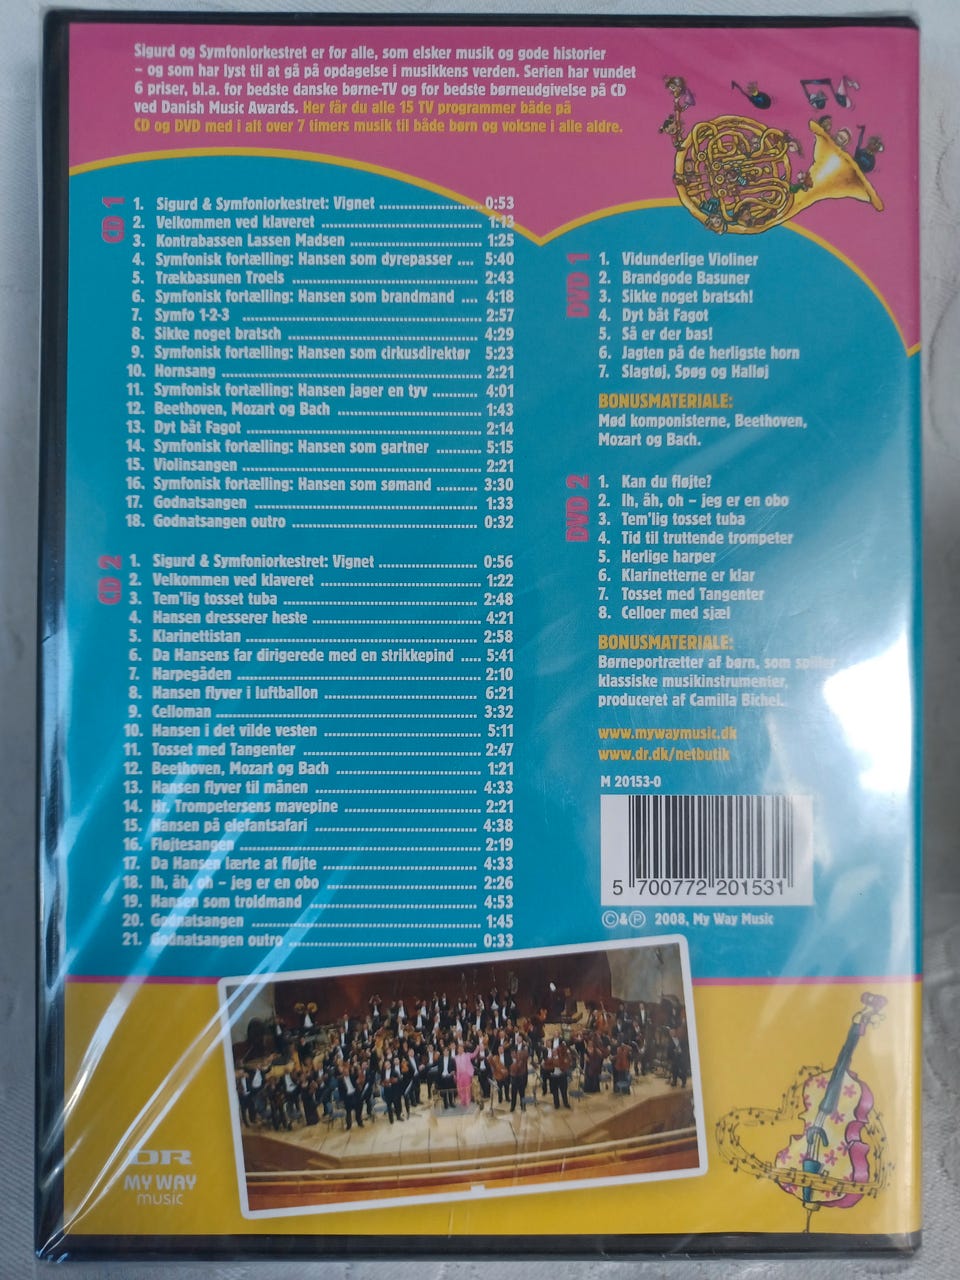 Sigurd og Symfoniorkestret er for alle, som elsker musik og gode historier
– og som har lyst til at gå på opdagelse i musikkens verden. Serien har vundet
6 priser, bl.a. for bedste danske børne-TV og for bedste børneudgivelse på CD
ved Danish Music Awards. Her får du alle 15 TV programmer både på
CD og DVD med i alt over 7 timers musik til både børn og voksne i alle aldre.
CD 1
1. Sigurd & Symfoniorkestret: Vignet ........................ 0:53
2. Velkommen ved klaveret ........................ 1:13
3. Kontrabassen Lassen Madsen ........................ 1:25
4. Symfonisk fortælling: Hansen som dyrepasser .... 5:40
5. Trækbasunen Troels ........................ 2:43
6. Symfonisk fortælling: Hansen som brandmand .... 4:18
7. Symfo 1-2-3 ........................ 2:57
8. Sikke noget bratsch ........................ 4:29
9. Symfonisk fortælling: Hansen som cirkusdirektør 5:23
10. Hornsang ........................ 2:21
11. Symfonisk fortælling: Hansen jager en tyv ......... 4:01
12. Beethoven, Mozart og Bach ........................ 1:43
13. Dyt båt Fagot ........................ 2:14
14. Symfonisk fortælling: Hansen som gartner ......... 5:15
15. Violinsangen ........................ 2:21
16. Symfonisk fortælling: Hansen som sømand ......... 3:30
17. Godnatsangen ........................ 1:33
18. Godnatsangen outro ........................ 0:32
CD 2
1. Sigurd & Symfoniorkestret: Vignet ........................ 0:56
2. Velkommen ved klaveret ........................ 1:22
3. Tem'lig tosset tuba ........................ 2:48
4. Hansen dresserer heste ........................ 4:21
5. Klarinettistan ........................ 2:58
6. Da Hansens far dirigerede med en strikkepind ..... 5:41
7. Harpegåden ........................ 2:10
8. Hansen flyver i luftballon ........................ 6:21
9. Celloman ........................ 3:32
10. Hansen i det vilde vesten ........................ 5:11
11. Tosset med Tangenter ........................ 2:47
12. Beethoven, Mozart og Bach ........................ 1:21
13. Hansen flyver til månen ........................ 4:33
14. Hr. Trompetersens mavepine ........................ 2:21
15. Hansen på elefantsafari ........................ 4:38
16. Fløjtesangen ........................ 2:19
17. Da Hansen lærte at fløjte ........................ 4:33
18. Ih, åh, oh – jeg er en obo ........................ 2:26
19. Hansen som troldmand ........................ 4:53
20. Godnatsangen ........................ 1:45
21. Godnatsangen outro ........................ 0:33
DVD 1
1. Vidunderlige Violiner
2. Brandgode Basuner
3. Sikke noget bratsch!
4. Dyt båt Fagot
5. Så er der bas!
6. Jagten på de herligste horn
7. Slagtøj, Spøg og Halløj
BONUSMATERIALE:
Mød komponisterne, Beethoven,
Mozart og Bach.
DVD 2
1. Kan du fløjte?
2. Ih, åh, oh – jeg er en obo
3. Tem'lig tosset tuba
4. Tid til truttende trompeter
5. Herlige harper
6. Klarinetterne er klar
7. Tosset med Tangenter
8. Celloer med sjæl
BONUSMATERIALE:
Børneportrætter af børn, som spiller
klassiske musikinstrumenter,
produceret af Camilla Bichel.
www.mywaymusic.dk
www.dr.dk/netbutik
M 20153-0
5 700772 201531
©&℗ 2008, My Way Music
DR
MY WAY
music